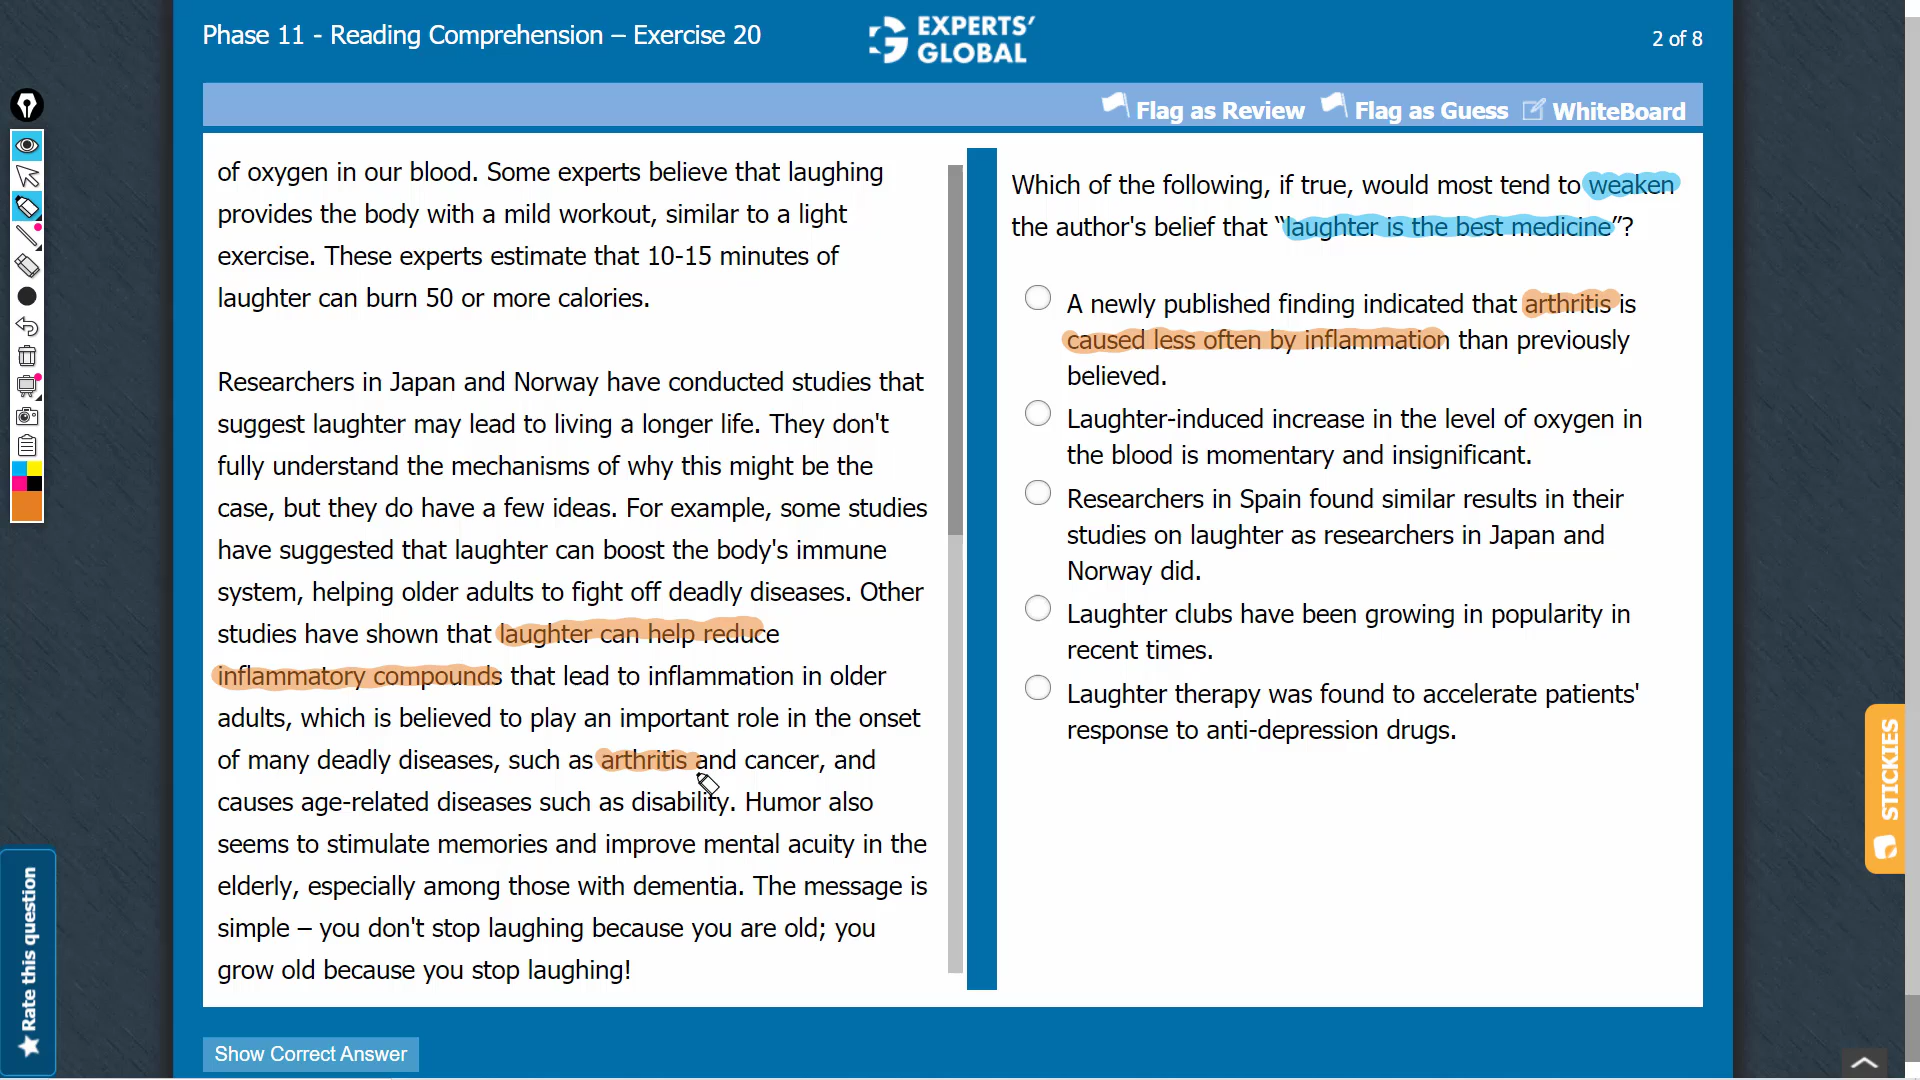 Phase 11 - Reading Comprehension – Exercise 20
EXPERTS'
GLOBAL
2 of 8
Flag as Review
Flag as Guess
WhiteBoard
of oxygen in our blood. Some experts believe that laughing
provides the body with a mild workout, similar to a light
exercise. These experts estimate that 10-15 minutes of
laughter can burn 50 or more calories.
Researchers in Japan and Norway have conducted studies that
suggest laughter may lead to living a longer life. They don't
fully understand the mechanisms of why this might be the
case, but they do have a few ideas. For example, some studies
have suggested that laughter can boost the body's immune
system, helping older adults to fight off deadly diseases. Other
studies have shown that laughter can help reduce
inflammatory compounds that lead to inflammation in older
adults, which is believed to play an important role in the onset
of many deadly diseases, such as arthritis and cancer, and
causes age-related diseases such as disability. Humor also
seems to stimulate memories and improve mental acuity in the
elderly, especially among those with dementia. The message is
simple – you don't stop laughing because you are old; you
grow old because you stop laughing!
Which of the following, if true, would most tend to weaken
the author's belief that “laughter is the best medicine”?
A newly published finding indicated that arthritis is
caused less often by inflammation than previously
believed.
Laughter-induced increase in the level of oxygen in
the blood is momentary and insignificant.
Researchers in Spain found similar results in their
studies on laughter as researchers in Japan and
Norway did.
Laughter clubs have been growing in popularity in
recent times.
Laughter therapy was found to accelerate patients'
response to anti-depression drugs.
STICKIES
Rate this question
Show Correct Answer